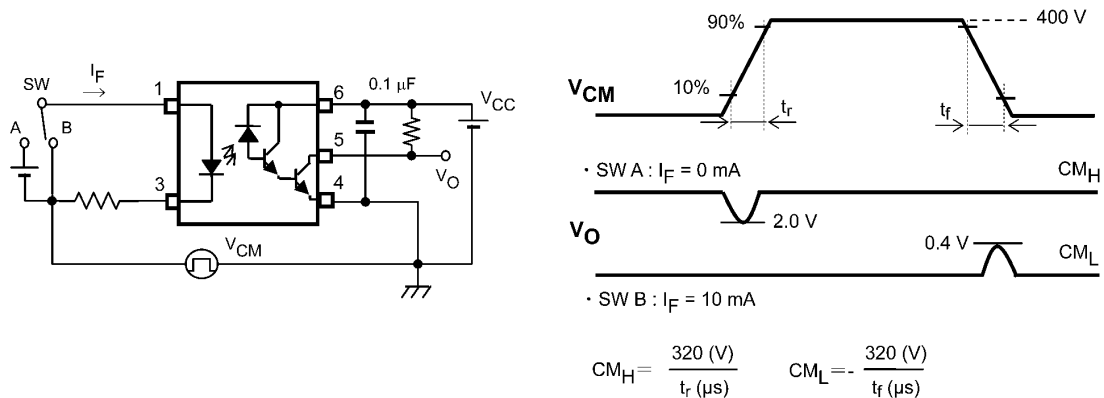 SW
I_F
A
B
1
3
6
5
4
0.1 μF
V_CC
V_O
V_CM
V_CM
90%
10%
400 V
t_r
t_f
・SW A : I_F = 0 mA
CM_H
2.0 V
V_O
0.4 V
CM_L
・SW B : I_F = 10 mA
CM_H = 320 (V) / t_r (μs)
CM_L = - 320 (V) / t_f (μs)